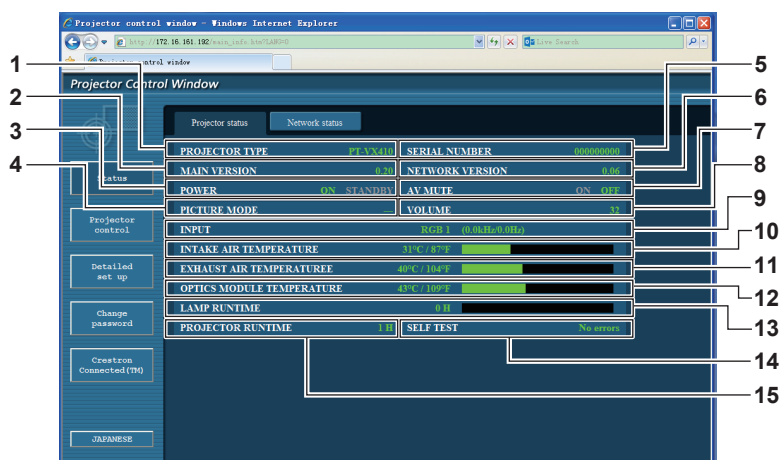 Projector control window - Windows Internet Explorer
http://172.16.161.192/main_info.htm?LANG=0
Live Search
Projector control window
Projector Control Window
Projector status
Network status
PROJECTOR TYPE PT-VX410 SERIAL NUMBER 000000000
MAIN VERSION 0.20 NETWORK VERSION 0.06
POWER ON STANDBY AV MUTE ON OFF
PICTURE MODE --- VOLUME 32
INPUT RGB 1 (0.0kHz/0.0Hz)
INTAKE AIR TEMPERATURE 31°C / 87°F
EXHAUST AIR TEMPERATUREE 40°C / 104°F
OPTICS MODULE TEMPERATURE 43°C / 109°F
LAMP RUNTIME 0 H
PROJECTOR RUNTIME 1 H SELF TEST No errors
Status
Projector
control
Detailed
set up
Change
password
Crestron
Connected(TM)
JAPANESE
1
2
3
4
5
6
7
8
9
10
11
12
13
14
15